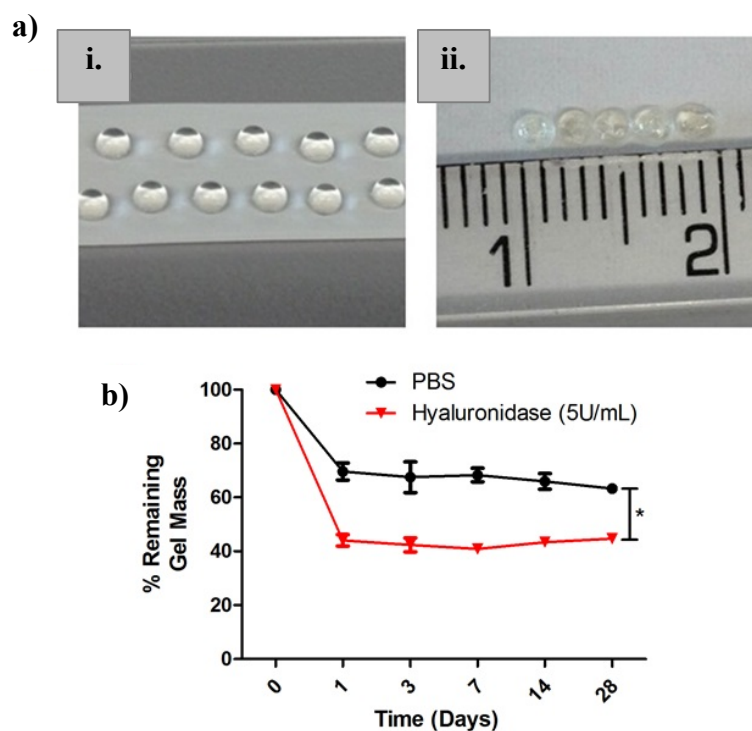 a)
i.
ii.
1
2
b)
PBS
Hyaluronidase (5U/mL)
% Remaining
Gel Mass
100
80
60
40
20
0
*
0
1
3
7
14
28
Time (Days)